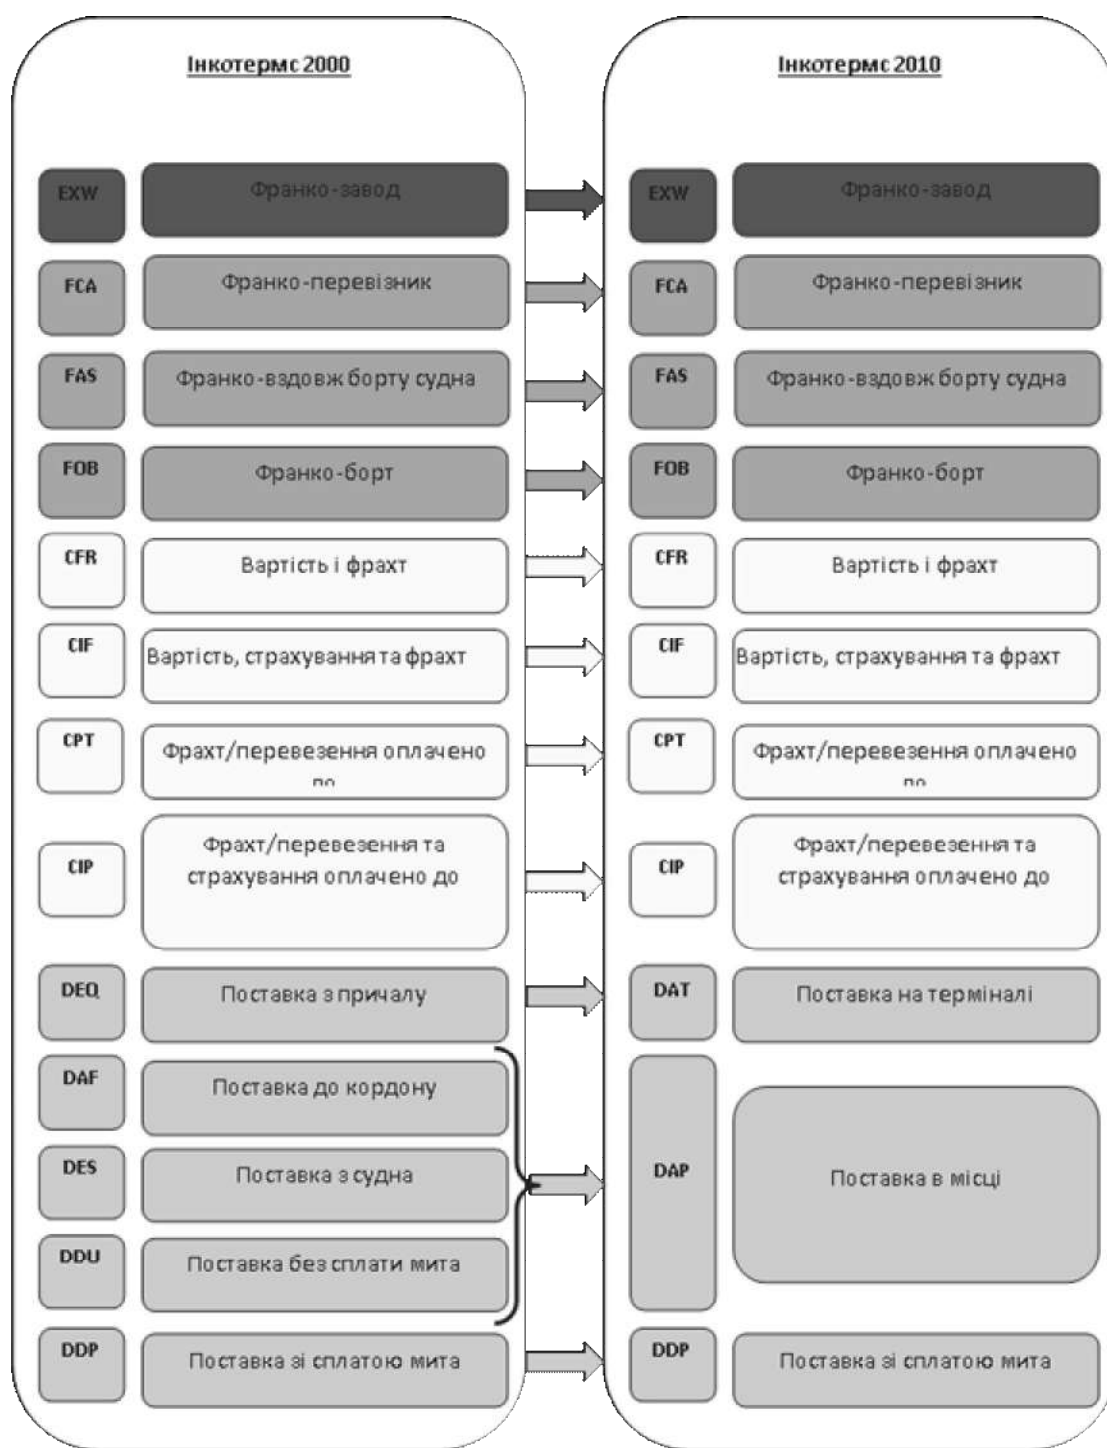 Інкотермс 2000
EXW
Франко-завод
FCA
Франко-перевізник
FAS
Франко-вздовж борту судна
FOB
Франко-борт
CFR
Вартість і фрахт
CIF
Вартість, страхування та фрахт
CPT
Фрахт/перевезення оплачено
по
CIP
Фрахт/перевезення та
страхування оплачено до
DEQ
Поставка з причалу
DAF
Поставка до кордону
DES
Поставка з судна
DDU
Поставка без сплати мита
DDP
Поставка зі сплатою мита
Інкотермс 2010
EXW
Франко-завод
FCA
Франко-перевізник
FAS
Франко-вздовж борту судна
FOB
Франко-борт
CFR
Вартість і фрахт
CIF
Вартість, страхування та фрахт
CPT
Фрахт/перевезення оплачено
по
CIP
Фрахт/перевезення та
страхування оплачено до
DAT
Поставка на терміналі
DAP
Поставка в місці
DDP
Поставка зі сплатою мита